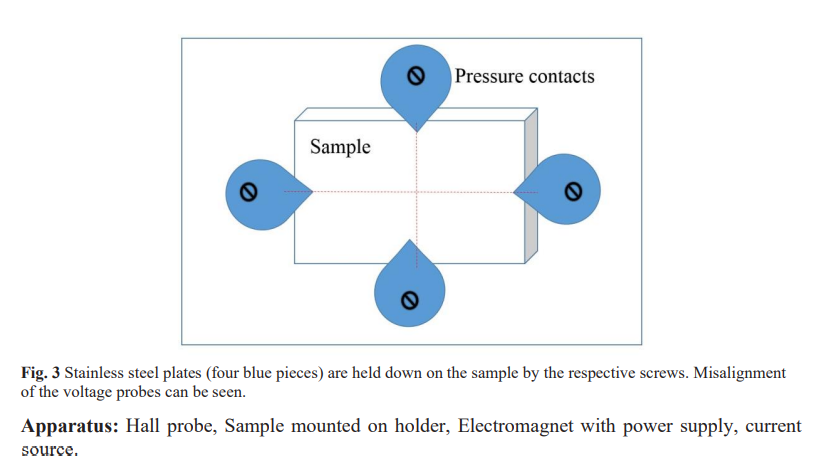 Pressure contacts
Sample
Fig. 3 Stainless steel plates (four blue pieces) are held down on the sample by the respective screws. Misalignment
of the voltage probes can be seen.
Apparatus: Hall probe, Sample mounted on holder, Electromagnet with power supply, current
source.